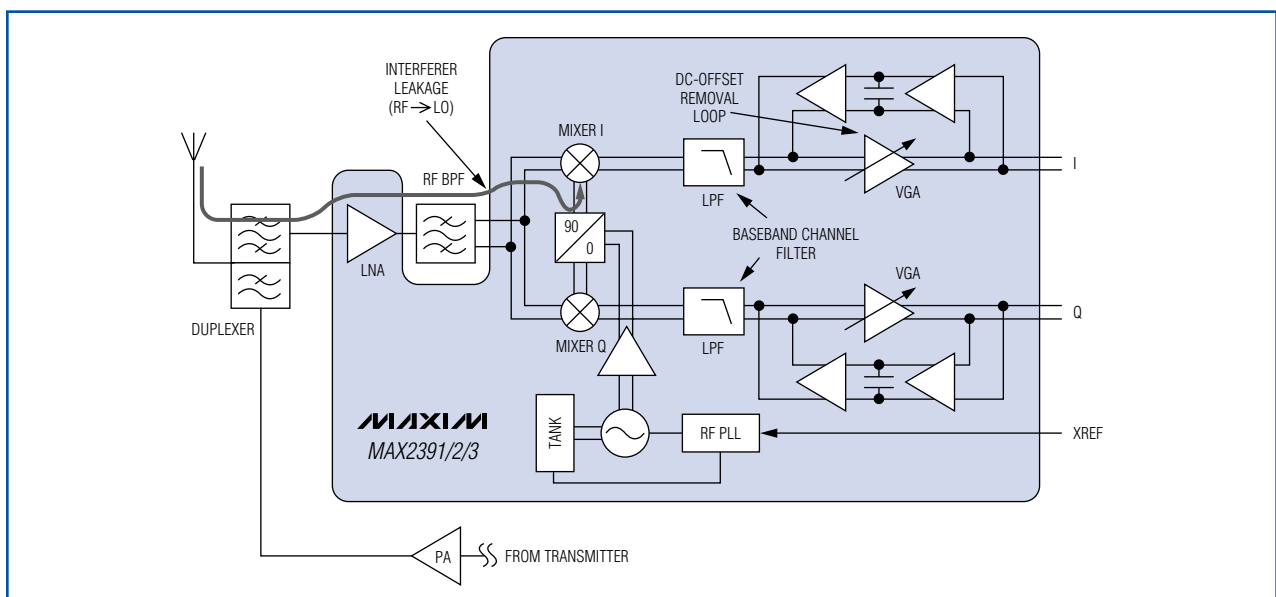 INTERFERER
LEAKAGE
(RF → LO)
DC-OFFSET
REMOVAL
LOOP
MIXER I
RF BPF
LPF
VGA
I
90
0
LNA
DUPLEXER
BASEBAND CHANNEL
FILTER
VGA
Q
MIXER Q
LPF
MAXIM
MAX2391/2/3
TANK
RF PLL
XREF
PA
FROM TRANSMITTER